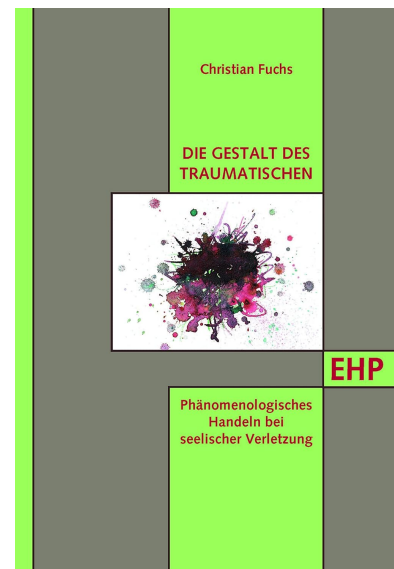 Christian Fuchs
DIE GESTALT DES
TRAUMATISCHEN
EHP
Phänomenologisches
Handeln bei
seelischer Verletzung